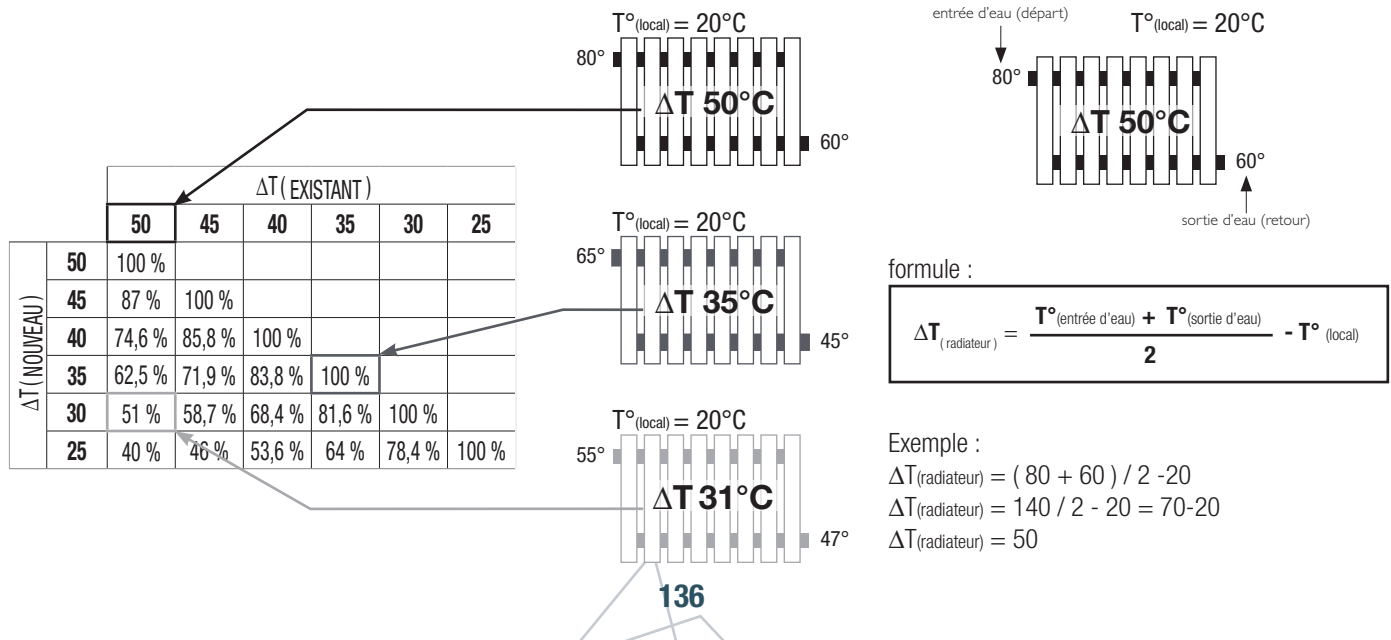 T°(local) = 20°C
80°
ΔT 50°C
60°
ΔT ( EXISTANT )
50 45 40 35 30 25
ΔT ( NOUVEAU )
50 100 %
45 87 % 100 %
40 74,6 % 85,8 % 100 %
35 62,5 % 71,9 % 83,8 % 100 %
30 51 % 58,7 % 68,4 % 81,6 % 100 %
25 40 % 46 % 53,6 % 64 % 78,4 % 100 %
T°(local) = 20°C
65°
ΔT 35°C
45°
T°(local) = 20°C
55°
ΔT 31°C
47°
136
entrée d'eau (départ)
T°(local) = 20°C
80°
ΔT 50°C
60°
sortie d'eau (retour)
formule :
ΔT ( radiateur ) = T°(entrée d'eau) + T°(sortie d'eau) / 2 - T° (local)
Exemple :
ΔT(radiateur) = ( 80 + 60 ) / 2 -20
ΔT(radiateur) = 140 / 2 - 20 = 70-20
ΔT(radiateur) = 50